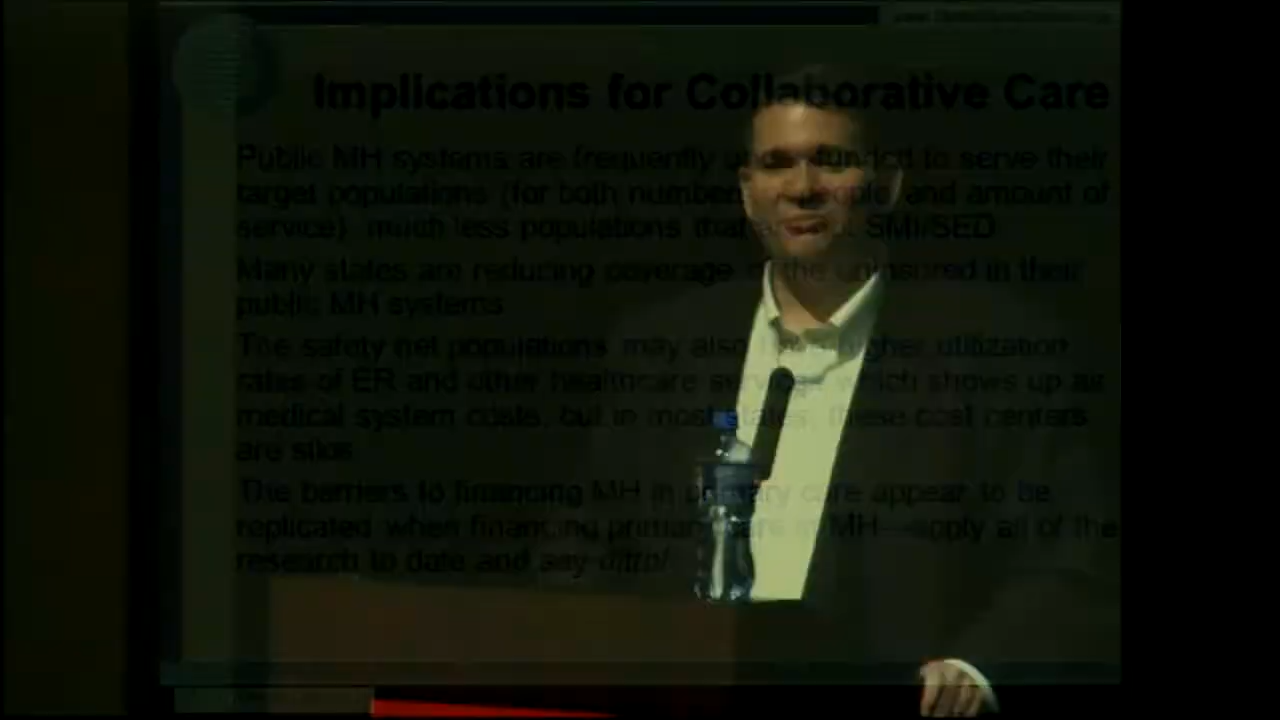 Implications for Collaborative Care
Public MH systems are frequently under-funded to serve their
target populations (for both number of people and amount of
service), much less populations that are not SMI/SED
Many states are reducing coverage of the uninsured in their
public MH systems
The safety net populations may also have higher utilization
rates of ER and other healthcare services which shows up as
medical system costs, but in most states, these cost centers
are silos
The barriers to financing MH in primary care appear to be
replicated when financing primary care in MH—apply all of the
research to date and say ditto!